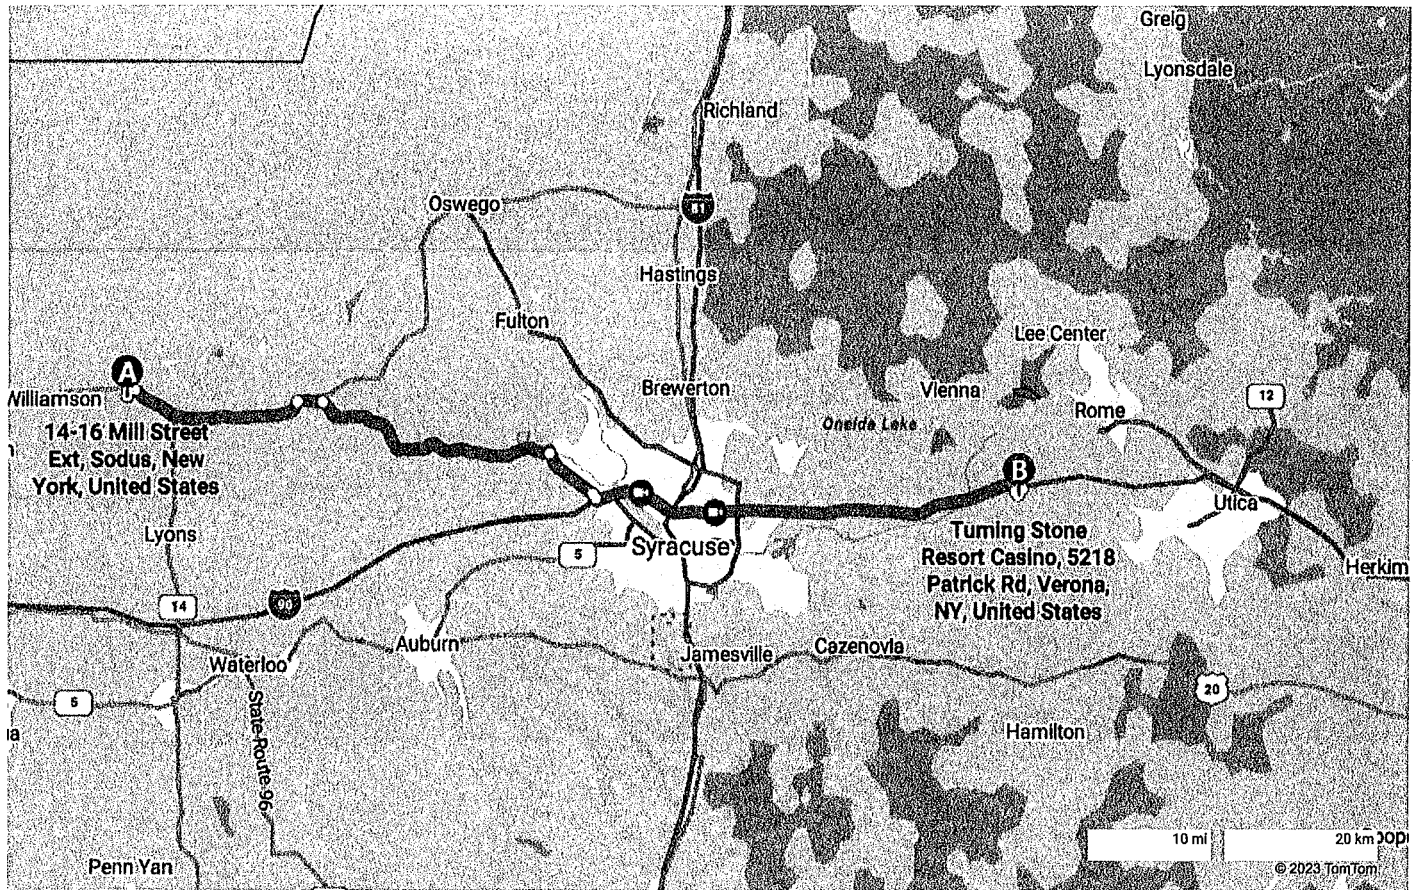 Greig
Lyonsdale
Richland
Oswego
81
Hastings
Fulton
Lee Center
A
Williamson
Brewerton
Vienna
12
Rome
Oneida Lake
14-16 Mill Street
Ext, Sodus, New
York, United States
B
Utica
Lyons
Syracuse
5
Turning Stone
Resort Casino, 5218
Patrick Rd, Verona,
NY, United States
Herkim
14
90
Auburn
Waterloo
Jamesville
Cazenovia
5
20
State-Route-96
Hamilton
Penn Yan
10 mi
20 km
© 2023 TomTom